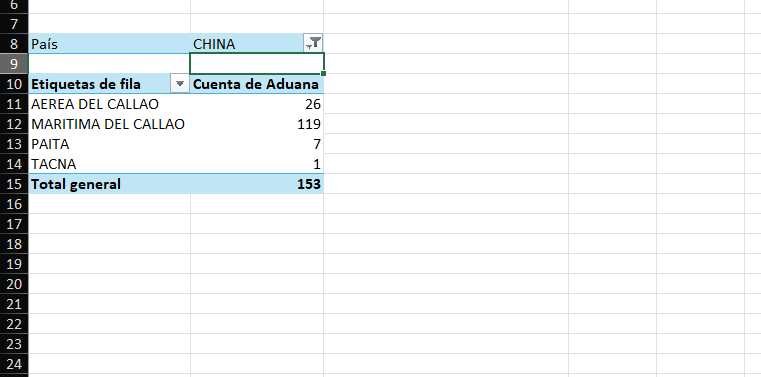 6
7
8 País CHINA
9
10 Etiquetas de fila Cuenta de Aduana
11 AEREA DEL CALLAO 26
12 MARITIMA DEL CALLAO 119
13 PAITA 7
14 TACNA 1
15 Total general 153
16
17
18
19
20
21
22
23
24